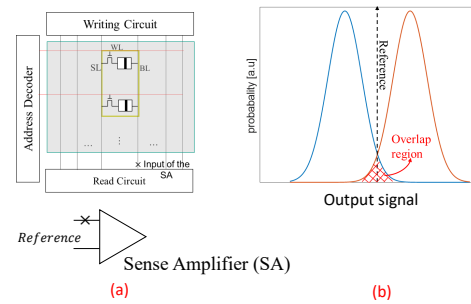 Writing Circuit
Address Decoder
WL
SL
BL
... ⋮ ...
× Input of the
SA
Read Circuit
×
Reference
Sense Amplifier (SA)
(a)
probability [a.u]
Reference
Overlap
region
Output signal
(b)